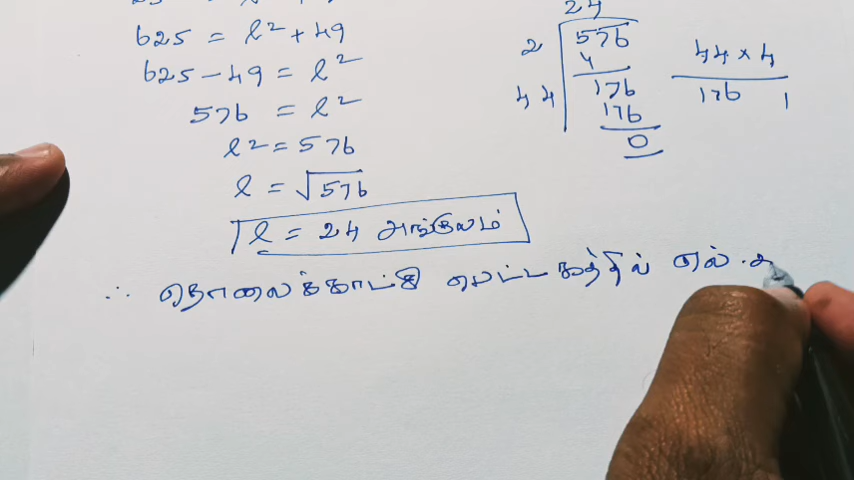 625 = l² + 49
625 - 49 = l²
576 = l²
l² = 576
l = √576
l = 24 அங்குலம்
∴ தொலைக்காட்சி பெட்டகத்தில் எல்.
24
2 576
4
44 176
176
0
44 × 4
176